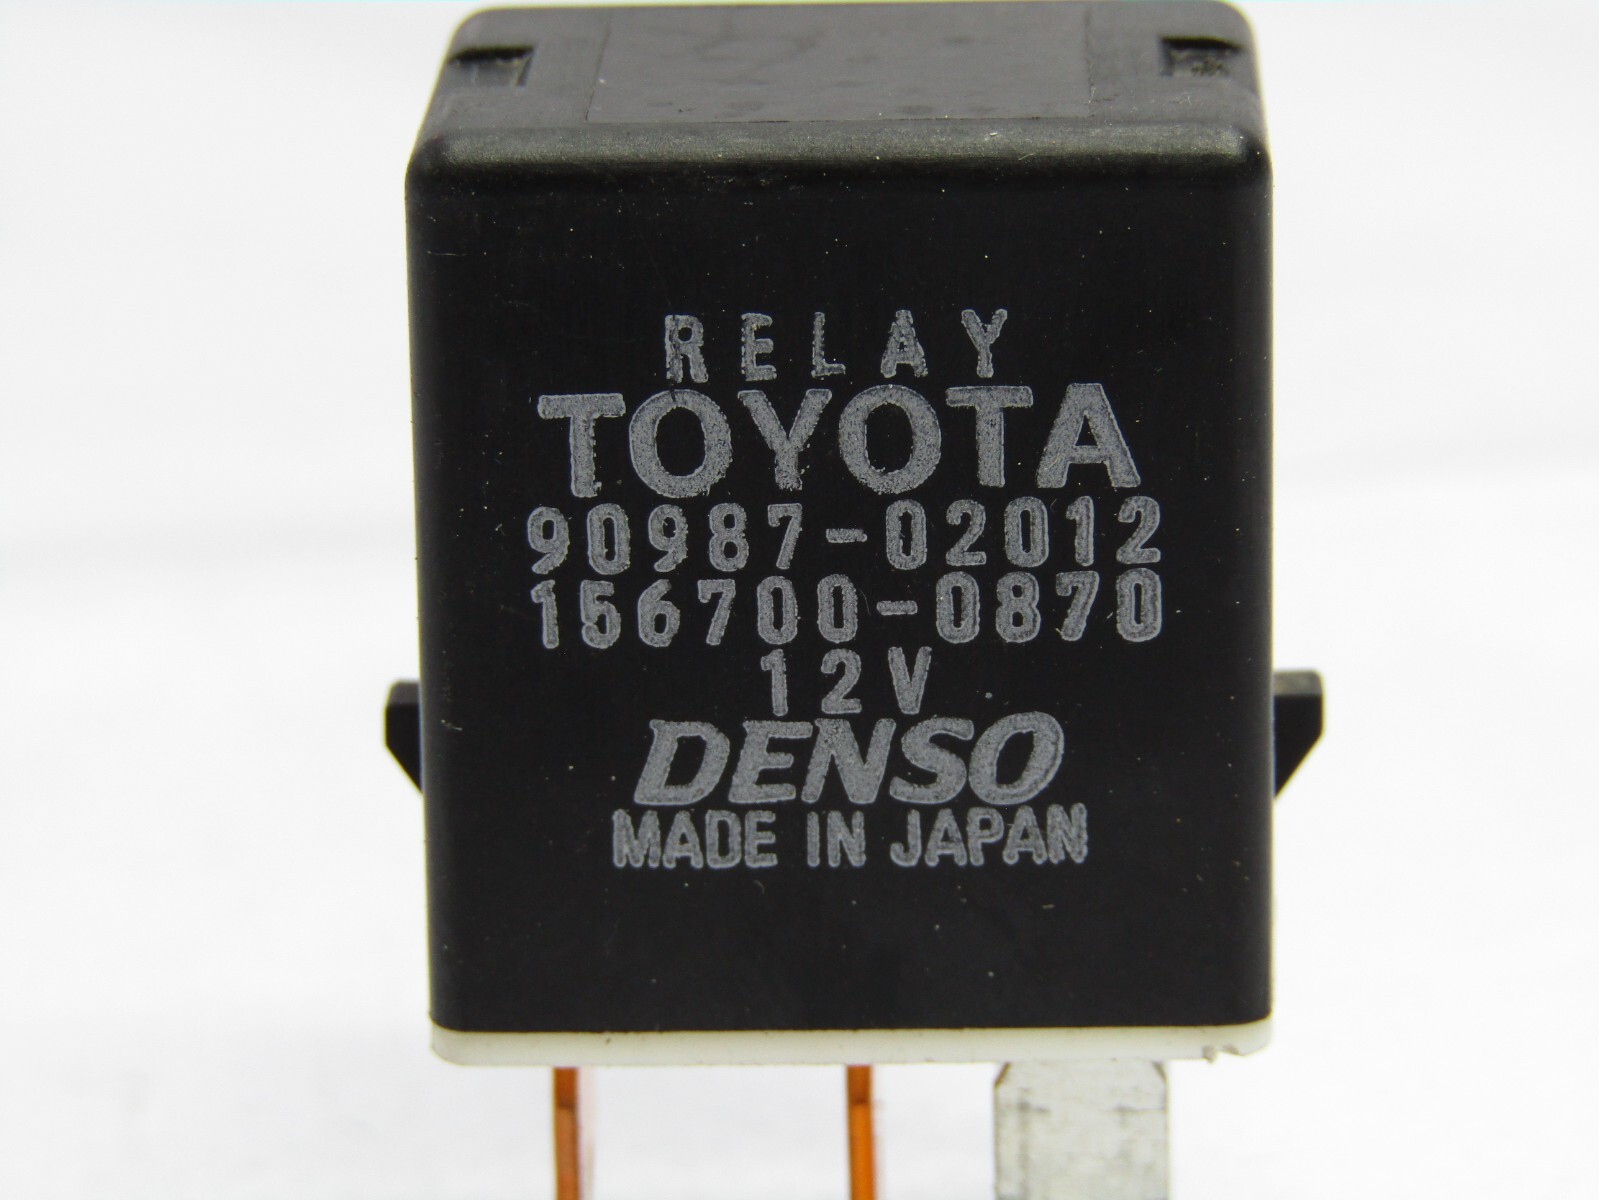 RELAY
TOYOTA
90987-02012
156700-0870
12V
DENSO
MADE IN JAPAN